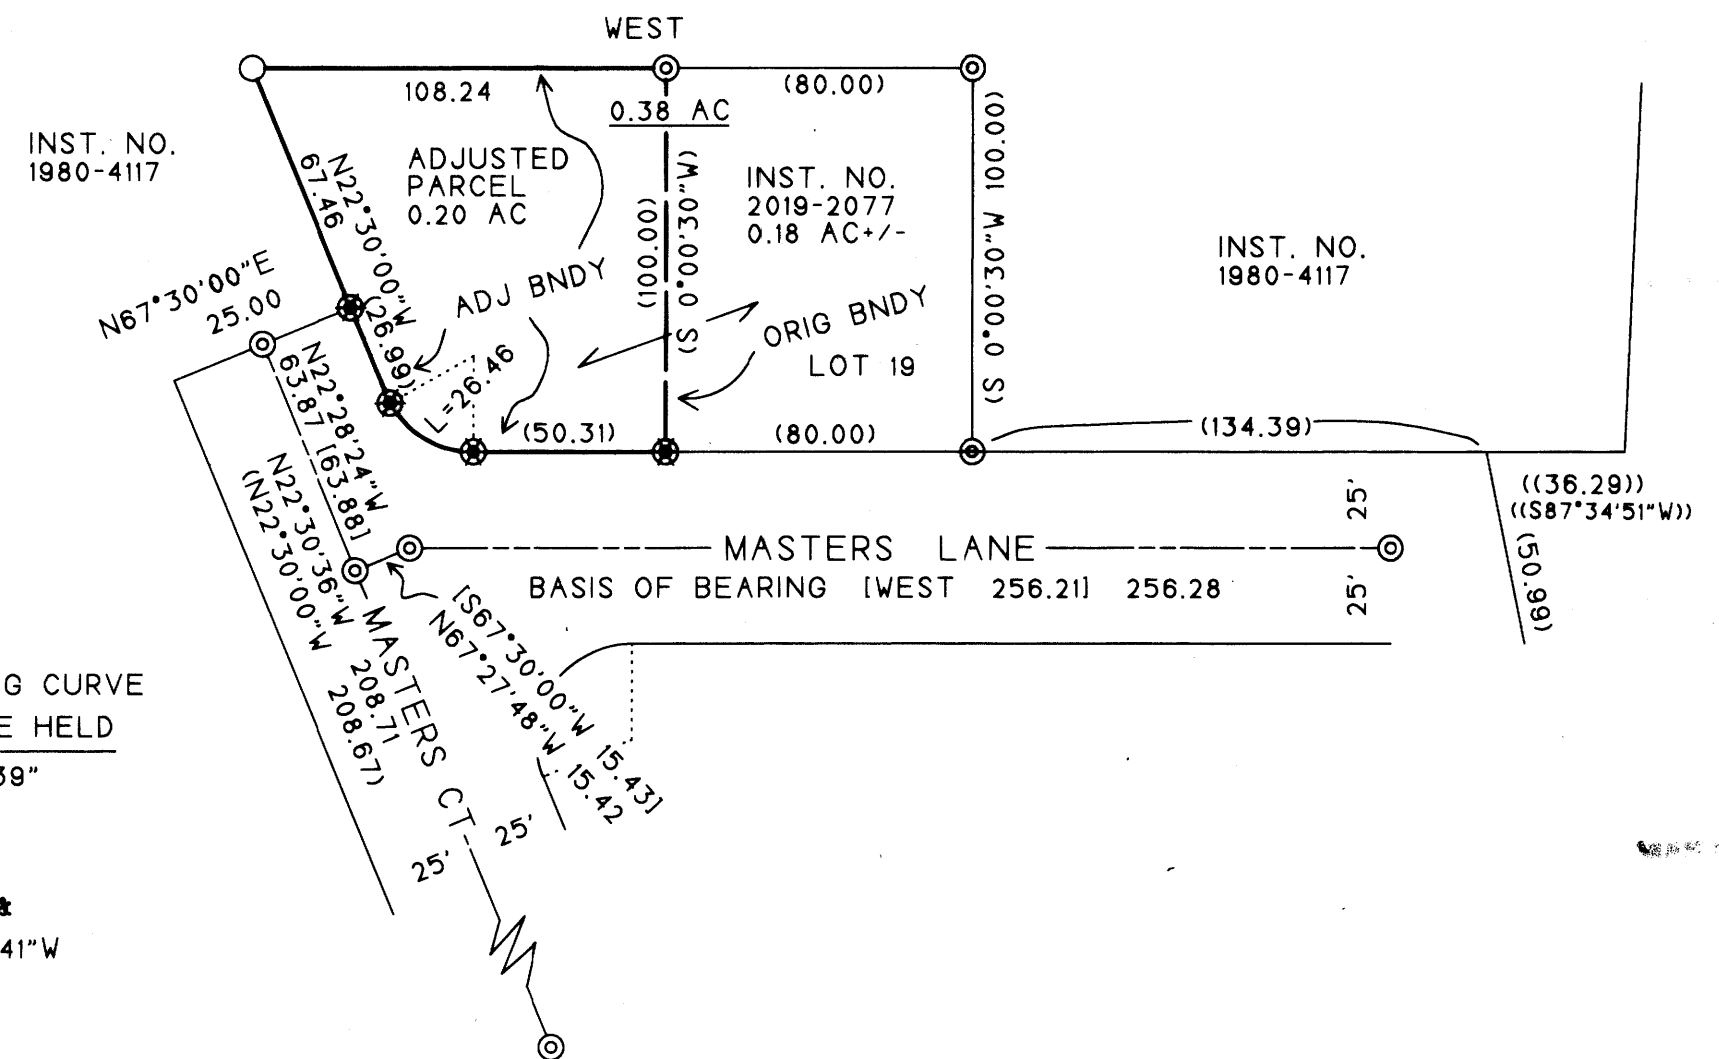 WEST
108.24
(80.00)
0.38 AC
INST. NO.
1980-4117
N22°30'00"W
67.46
(26.99)
ADJUSTED
PARCEL
0.20 AC
(100.00)
(S 0°00'30"W)
INST. NO.
2019-2077
0.18 AC+/-
(S 0°00'30"W 100.00)
INST. NO.
1980-4117
N67°30'00"E
25.00
ADJ BNDY
ORIG BNDY
LOT 19
L=26.46
(50.31)
(80.00)
(134.39)
N22°28'24"W
63.87 [63.88]
N22°30'36"W 208.71
(N22°30'00"W 208.67)
25'
((36.29))
((S87°34'51"W))
(50.99)
MASTERS LANE
BASIS OF BEARING [WEST 256.21] 256.28
25'
[S67°30'00"W 15.43]
N67°27'48"W 15.42
MASTERS CT
25'
25'
G CURVE
E HELD
39"
&
41"W